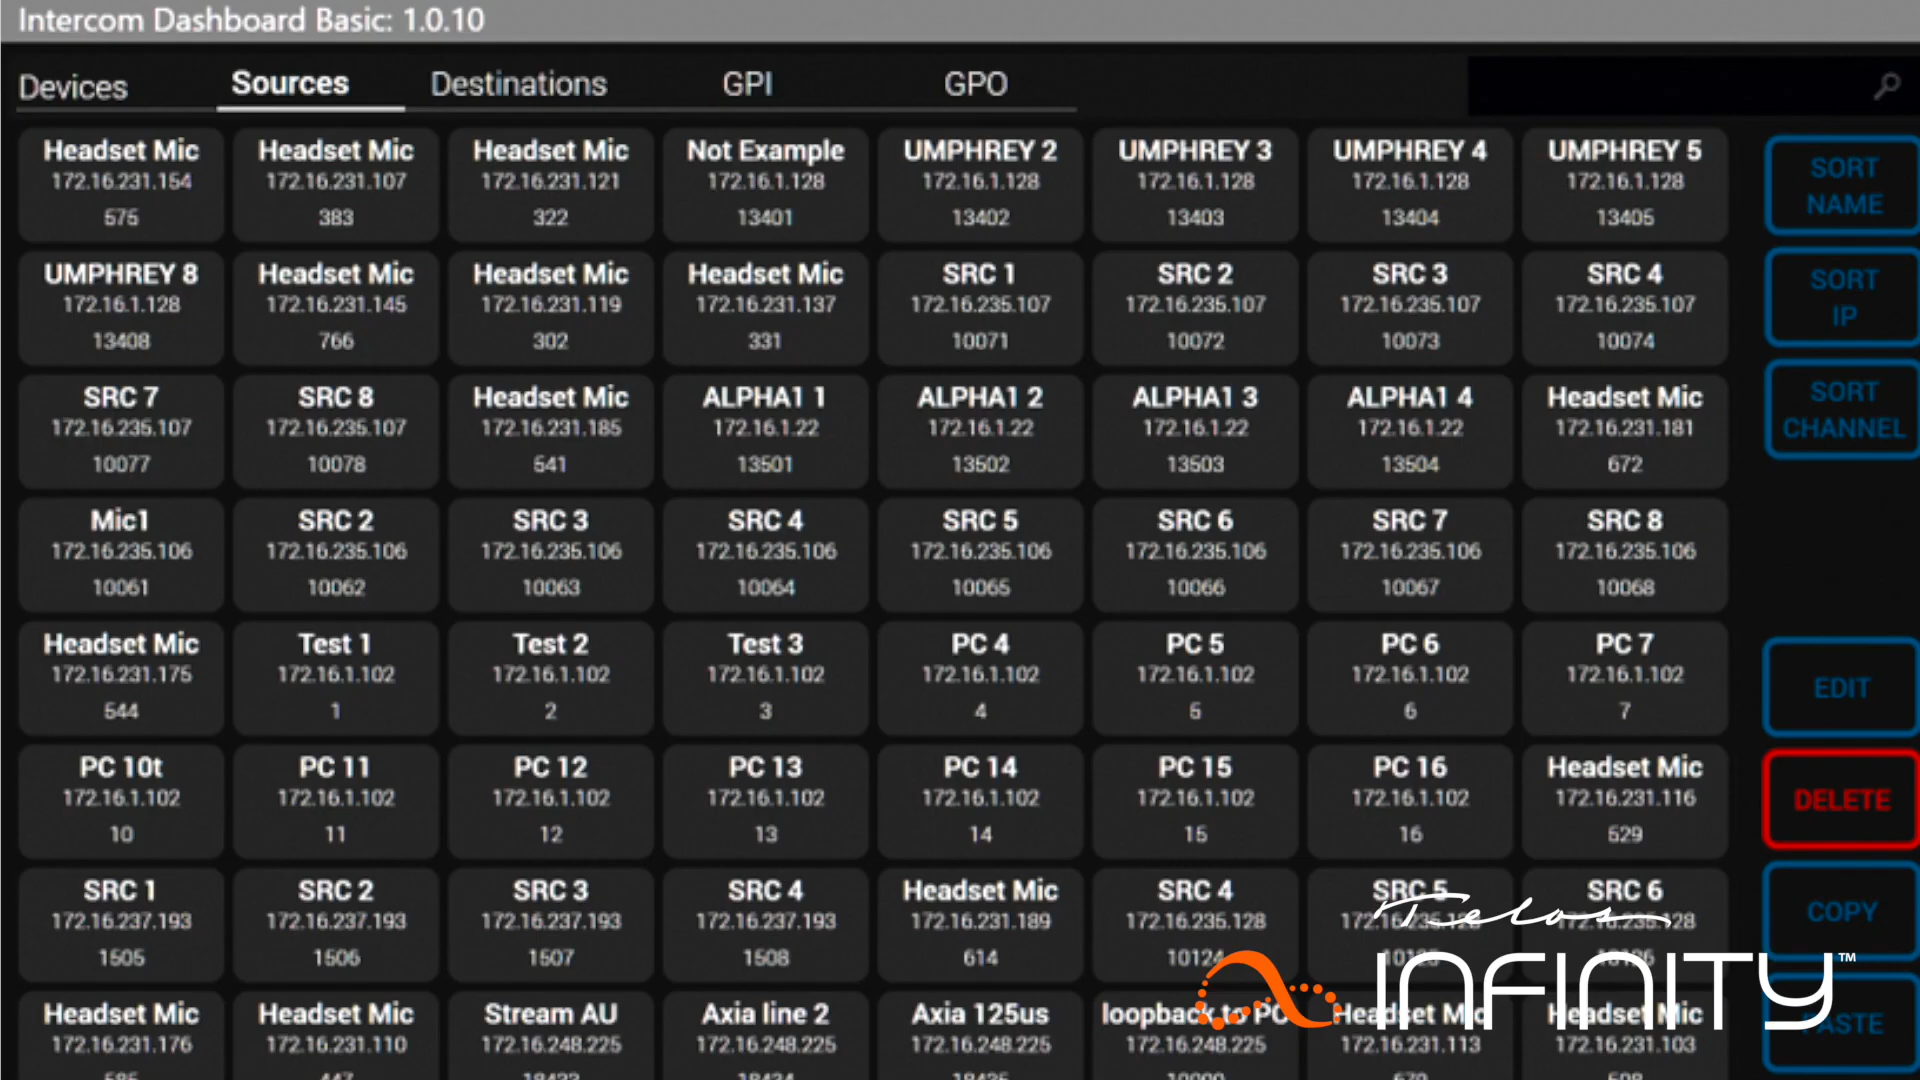 Intercom Dashboard Basic: 1.0.10
Devices Sources Destinations GPI GPO
Headset Mic Headset Mic Headset Mic Not Example UMPHREY 2 UMPHREY 3 UMPHREY 4 UMPHREY 5
172.16.231.154 172.16.231.107 172.16.231.121 172.16.1.128 172.16.1.128 172.16.1.128 172.16.1.128 172.16.1.128
575 383 322 13401 13402 13403 13404 13405
SORT
NAME
UMPHREY 8 Headset Mic Headset Mic Headset Mic SRC 1 SRC 2 SRC 3 SRC 4
172.16.1.128 172.16.231.145 172.16.231.119 172.16.231.137 172.16.235.107 172.16.235.107 172.16.235.107 172.16.235.107
13408 766 302 331 10071 10072 10073 10074
SORT
IP
SRC 7 SRC 8 Headset Mic ALPHA1 1 ALPHA1 2 ALPHA1 3 ALPHA1 4 Headset Mic
172.16.235.107 172.16.235.107 172.16.231.185 172.16.1.22 172.16.1.22 172.16.1.22 172.16.1.22 172.16.231.181
10077 10078 541 13501 13502 13503 13504 672
SORT
CHANNEL
Mic1 SRC 2 SRC 3 SRC 4 SRC 5 SRC 6 SRC 7 SRC 8
172.16.235.106 172.16.235.106 172.16.235.106 172.16.235.106 172.16.235.106 172.16.235.106 172.16.235.106 172.16.235.106
10061 10062 10063 10064 10065 10066 10067 10068
Headset Mic Test 1 Test 2 Test 3 PC 4 PC 5 PC 6 PC 7
172.16.231.175 172.16.1.102 172.16.1.102 172.16.1.102 172.16.1.102 172.16.1.102 172.16.1.102 172.16.1.102
544 1 2 3 4 5 6 7
EDIT
PC 10t PC 11 PC 12 PC 13 PC 14 PC 15 PC 16 Headset Mic
172.16.1.102 172.16.1.102 172.16.1.102 172.16.1.102 172.16.1.102 172.16.1.102 172.16.1.102 172.16.231.116
10 11 12 13 14 15 16 529
DELETE
SRC 1 SRC 2 SRC 3 SRC 4 Headset Mic SRC 4 SRC 5 SRC 6
172.16.237.193 172.16.237.193 172.16.237.193 172.16.237.193 172.16.231.189 172.16.235.128 172.16.235.128 172.16.235.128
1505 1506 1507 1508 614 10124 10125 10126
COPY
Telos
INFINITY™
Headset Mic Headset Mic Stream AU Axia line 2 Axia 125us loopback to PC Headset Mic Headset Mic
172.16.231.176 172.16.231.110 172.16.248.225 172.16.248.225 172.16.248.225 172.16.248.225 172.16.231.113 172.16.231.103
PASTE